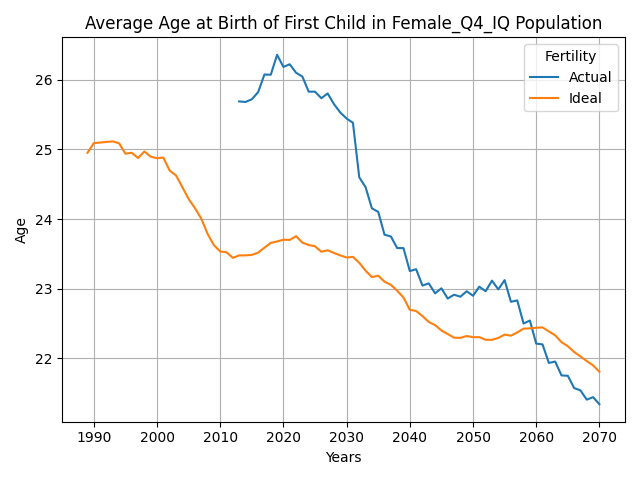 Average Age at Birth of First Child in Female_Q4_IQ Population
Fertility
Actual
Ideal
Age
26
25
24
23
22
1990 2000 2010 2020 2030 2040 2050 2060 2070
Years